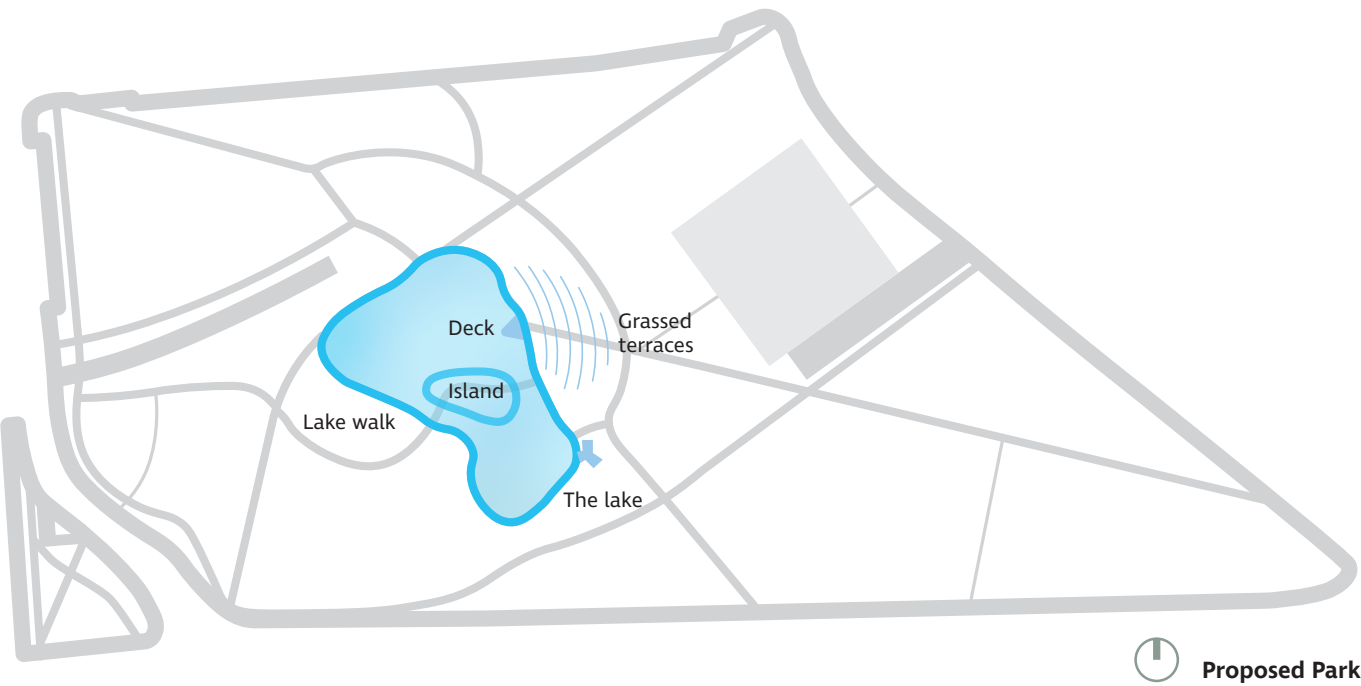 Deck
Grassed
terraces
Island
Lake walk
The lake
Proposed Park